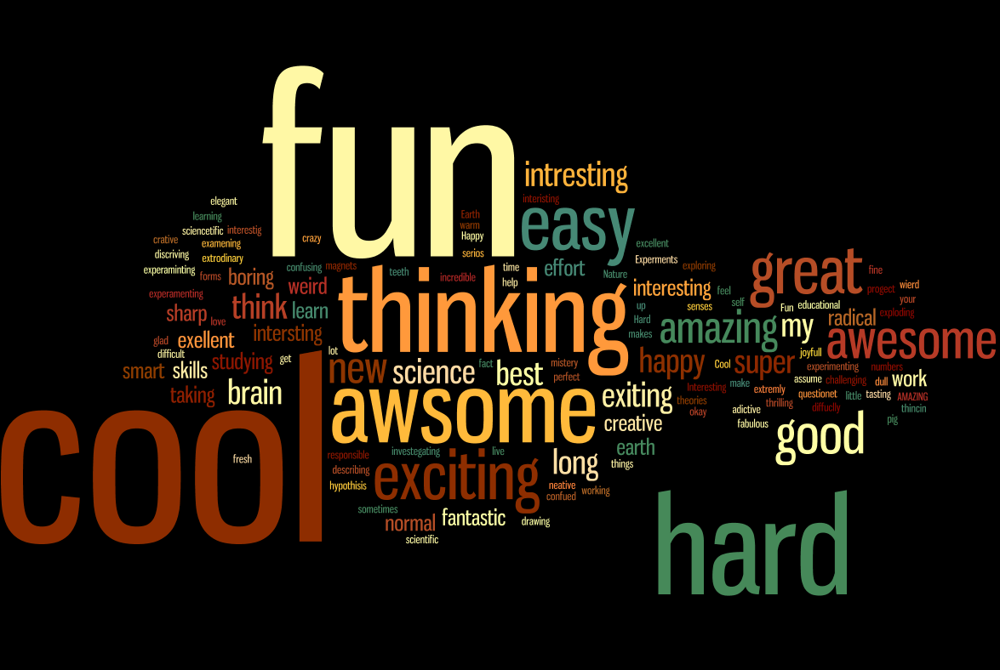 fun
intresting
interisting
easy
elegant
learning
sciencetific
interestig
crative
examening
discriving
extrodinary
experaminting
forms
boring
crazy
Earth
warm
Happy
serios
confusing
magnets
teeth
incredible
time
help
effort
Nature
excellent
Experments
exploring
great
fine
progect
wierd
your
exploding
weird
experamenting
sharp
love
think
learn
thinking
interesting
feel
senses
self
Fun
educational
up
Hard
makes
amazing
my
radical
awesome
glad
exellent
intersting
difficult
lot
get
smart
skills
studying
new
science
fact
best
mistery
perfect
happy
Cool
super
joyfull
experimenting
numbers
taking
brain
awsome
exiting
Interesting
make
theories
okay
extremly
thrilling
assume
challenging
dull
work
questionet
little
tasting
AMAZING
diffuclly
thincin
pig
adictive
fabulous
creative
good
cool
fresh
earth
things
responsible
investegating
live
describing
exciting
long
hypothisis
neative
confued
working
sometimes
normal
fantastic
drawing
scientific
hard